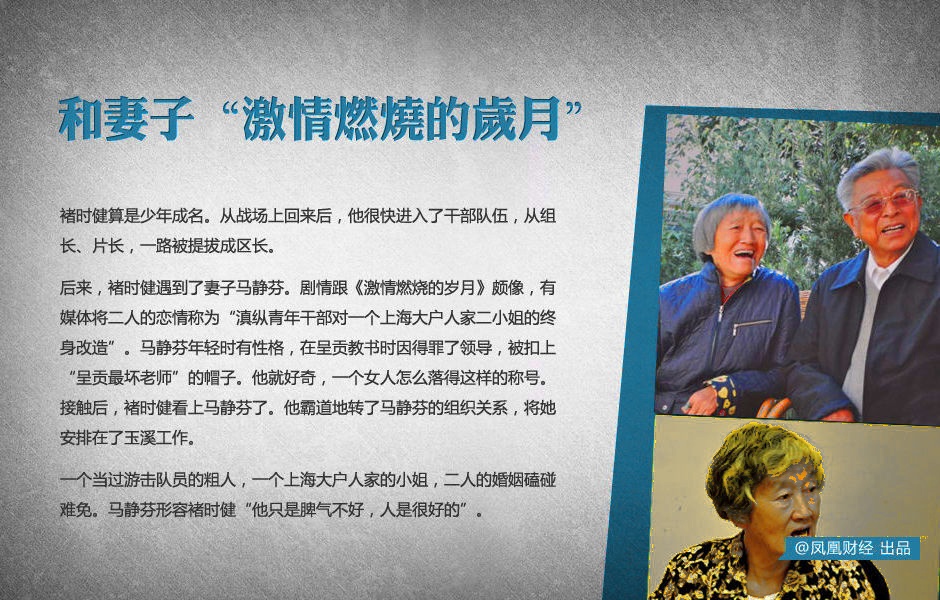 和妻子“激情燃燒的歲月”
褚时健算是少年成名。从战场上回来后，他很快进入了干部队伍，从组
长、片长，一路被提拔成区长。
后来，褚时健遇到了妻子马静芬。剧情跟《激情燃烧的岁月》颇像，有
媒体将二人的恋情称为“滇纵青年干部对一个上海大户人家二小姐的终
身改造”。马静芬年轻时有性格，在呈贡教书时因得罪了领导，被扣上
“呈贡最坏老师”的帽子。他就好奇，一个女人怎么落得这样的称号。
接触后，褚时健看上马静芬了。他霸道地转了马静芬的组织关系，将她
安排在了玉溪工作。
一个当过游击队员的粗人，一个上海大户人家的小姐，二人的婚姻磕碰
难免。马静芬形容褚时健“他只是脾气不好，人是很好的”。
@凤凰财经 出品